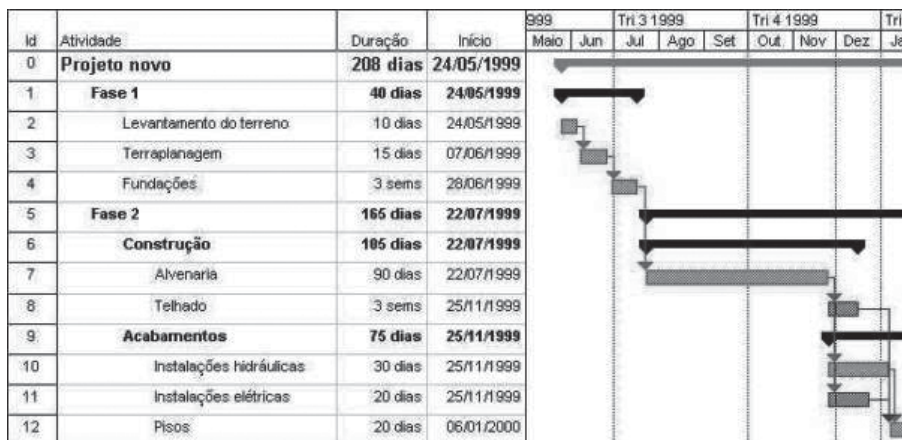 999 Tri 3 1999 Tri 4 1999 Tri
Id Atividade Duração Início Maio Jun Jul Ago Set Out Nov Dez Ja
0 Projeto novo 208 dias 24/05/1999
1 Fase 1 40 dias 24/05/1999
2 Levantamento do terreno 10 dias 24/05/1999
3 Terraplanagem 15 dias 07/06/1999
4 Fundações 3 sems 28/06/1999
5 Fase 2 165 dias 22/07/1999
6 Construção 105 dias 22/07/1999
7 Alvenaria 90 dias 22/07/1999
8 Telhado 3 sems 25/11/1999
9 Acabamentos 75 dias 25/11/1999
10 Instalações hidráulicas 30 dias 25/11/1999
11 Instalações elétricas 20 dias 25/11/1999
12 Pisos 20 dias 06/01/2000